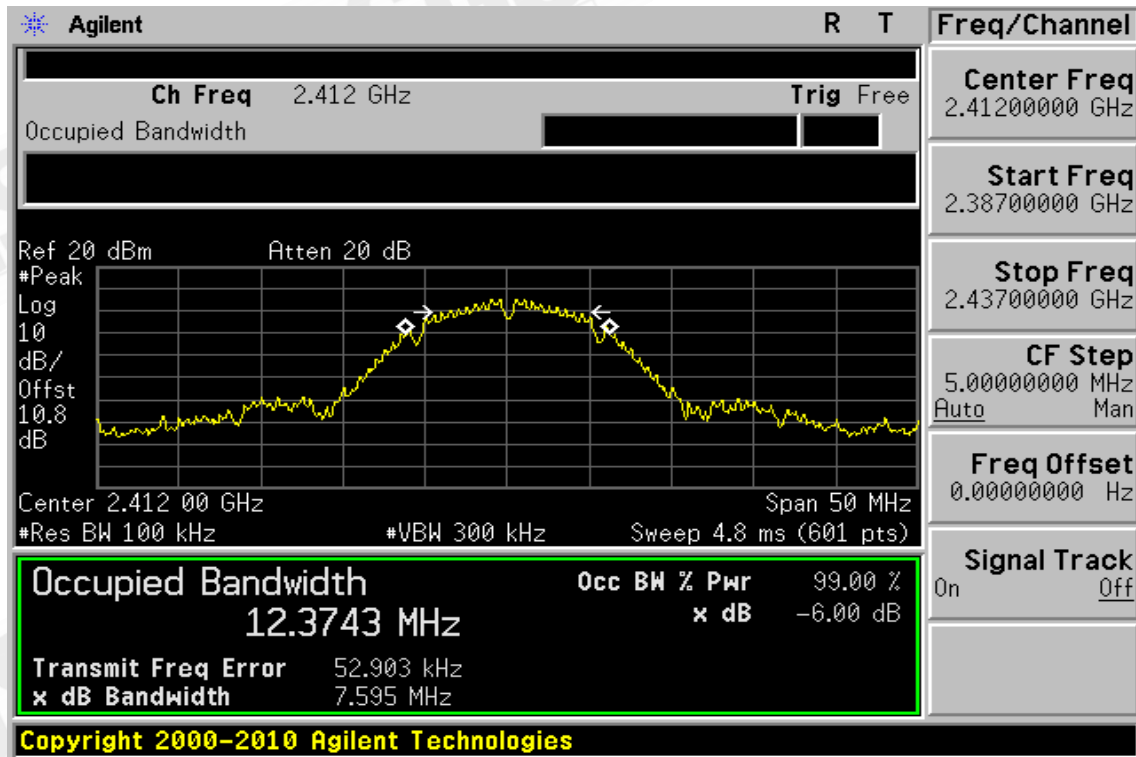 Agilent R T
Ch Freq 2.412 GHz Trig Free
Occupied Bandwidth
Ref 20 dBm Atten 20 dB
#Peak
Log
10
dB/
Offst
10.8
dB
Center 2.412 00 GHz Span 50 MHz
#Res BW 100 kHz #VBW 300 kHz Sweep 4.8 ms (601 pts)
Occupied Bandwidth
12.3743 MHz
Occ BW % Pwr 99.00 %
x dB -6.00 dB
Transmit Freq Error 52.903 kHz
x dB Bandwidth 7.595 MHz
Copyright 2000-2010 Agilent Technologies
Freq/Channel
Center Freq
2.41200000 GHz
Start Freq
2.38700000 GHz
Stop Freq
2.43700000 GHz
CF Step
5.00000000 MHz
Auto Man
Freq Offset
0.00000000 Hz
Signal Track
On Off